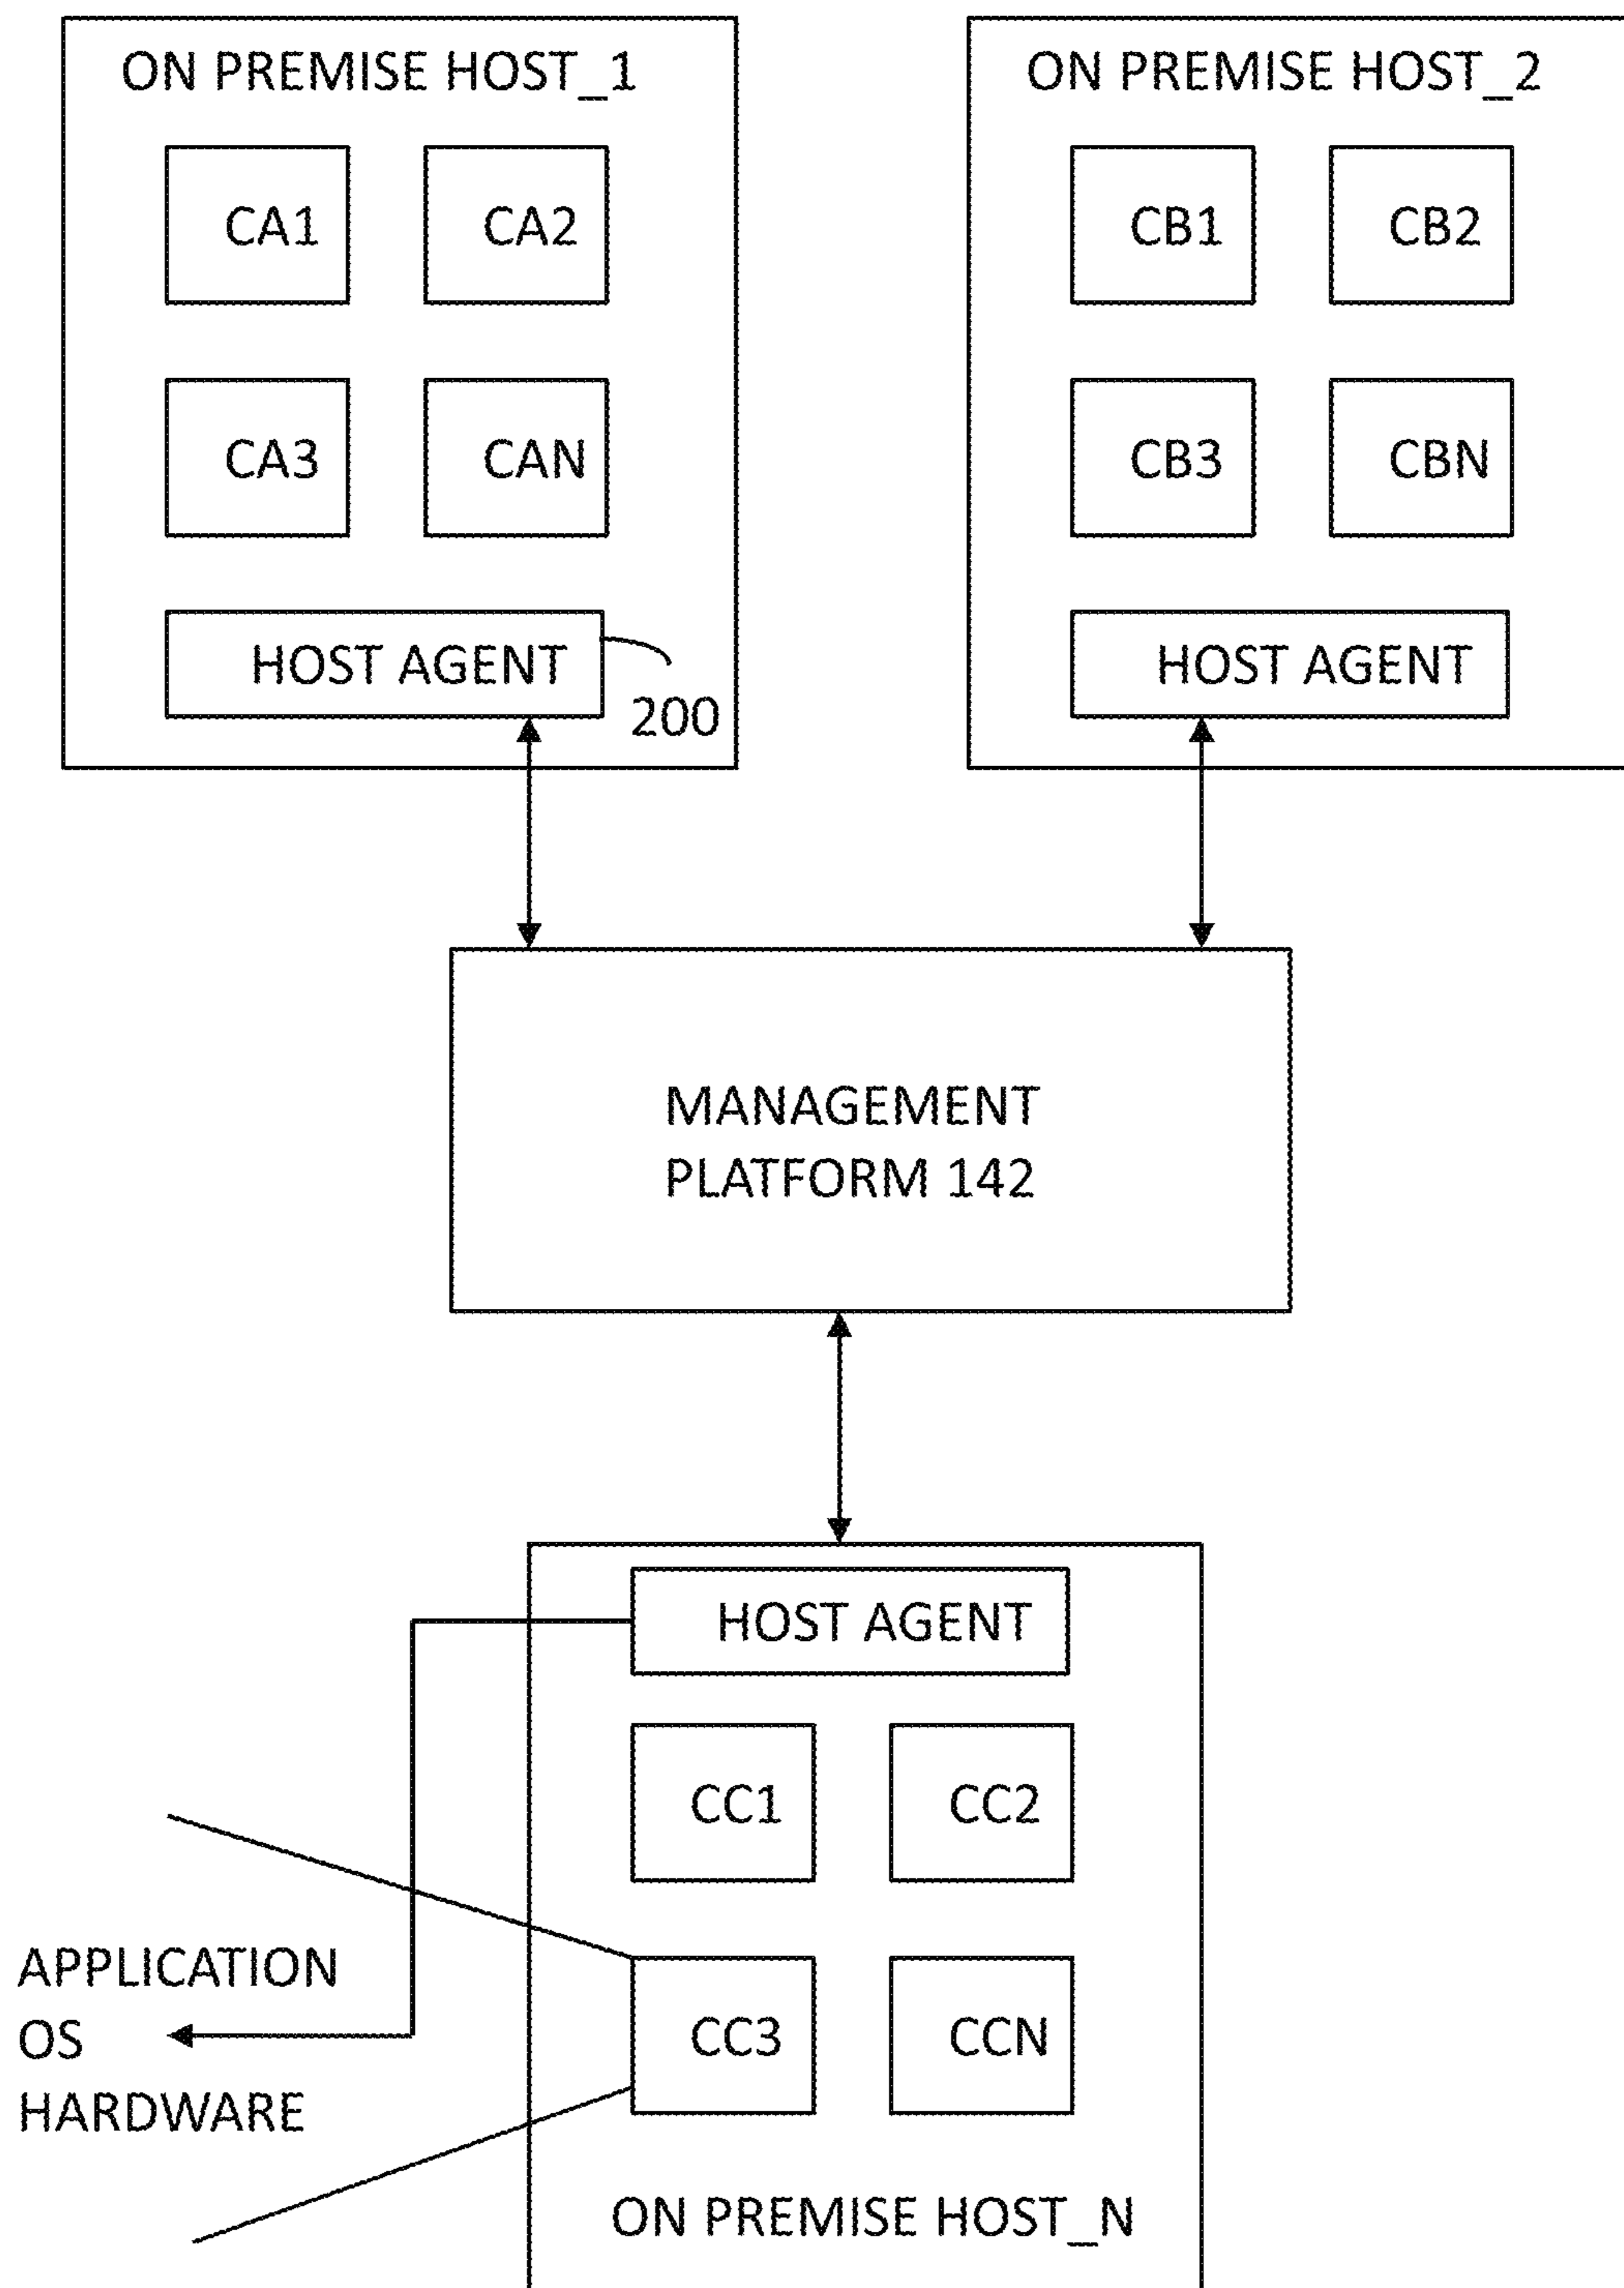 ON PREMISE HOST_1
CA1
CA2
CA3
CAN
HOST AGENT
200
ON PREMISE HOST_2
CB1
CB2
CB3
CBN
HOST AGENT
MANAGEMENT
PLATFORM 142
HOST AGENT
CC1
CC2
CC3
CCN
ON PREMISE HOST_N
APPLICATION
OS
HARDWARE